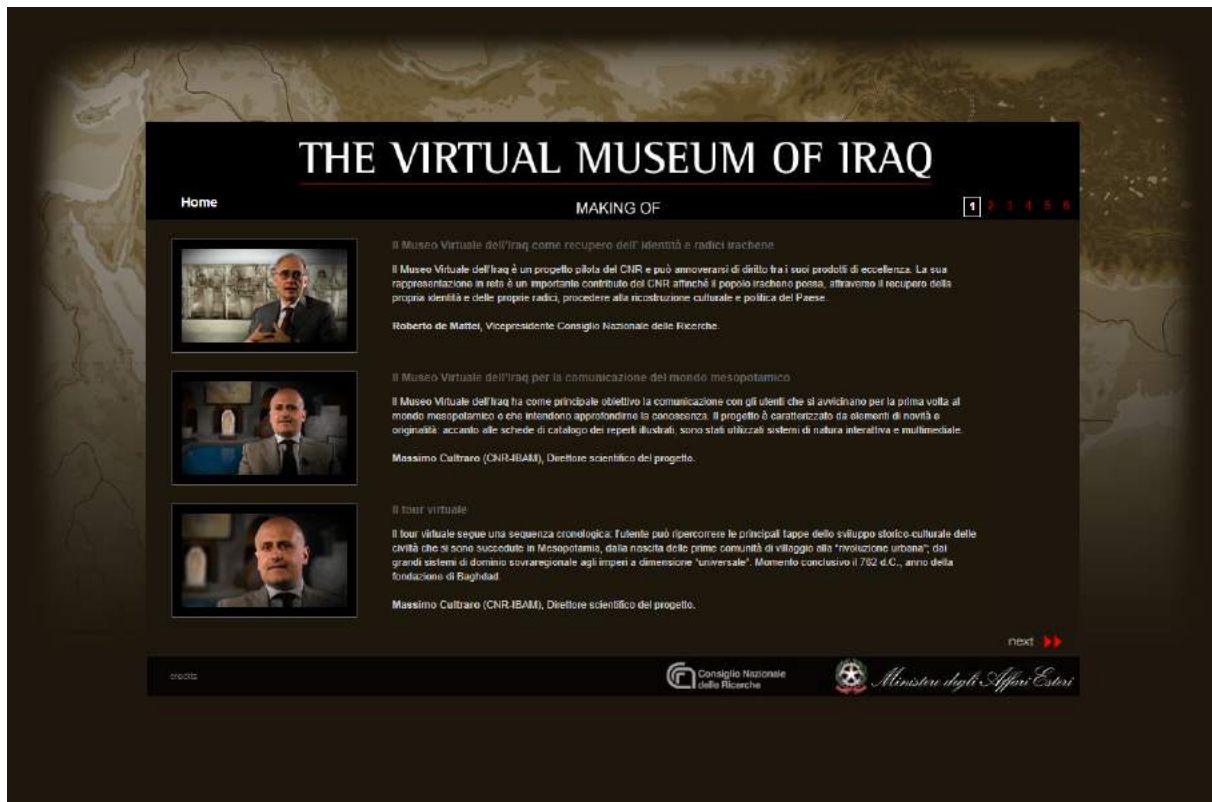 THE VIRTUAL MUSEUM OF IRAQ
Home
MAKING OF
1 2 3 4 5 6
Il Museo Virtuale dell'Iraq come recupero dell' identità e radici irachene
Il Museo Virtuale dell'Iraq è un progetto pilota del CNR e può annoverarsi di diritto tra i suoi prodotti di eccellenza. La sua
rappresentazione in rete è un importante contributo del CNR affinché il popolo iracheno possa, attraverso il recupero della
propria identità e delle proprie radici, procedere alla ricostruzione culturale e politica del Paese.
Roberto de Mattei, Vicepresidente Consiglio Nazionale delle Ricerche.
Il Museo Virtuale dell'Iraq per la comunicazione del mondo mesopotamico
Il Museo Virtuale dell'Iraq ha come principale obiettivo la comunicazione con gli utenti che si avvicinano per la prima volta al
mondo mesopotamico o che intendono approfondirne la conoscenza. Il progetto è caratterizzato da elementi di novità e
originalità: accanto alle schede di catalogo dei reperti illustrati, sono stati utilizzati sistemi di natura interattiva e multimediale.
Massimo Cultraro (CNR-IBAM), Direttore scientifico del progetto.
Il tour virtuale
Il tour virtuale segue una sequenza cronologica: l'utente può ripercorrere le principali tappe dello sviluppo storico-culturale delle
civiltà che si sono succedute in Mesopotamia, dalla nascita delle prime comunità di villaggio alla "rivoluzione urbana"; dai
grandi sistemi di dominio sovraregionale agli imperi a dimensione "universale". Momento conclusivo il 762 d.C., anno della
fondazione di Baghdad.
Massimo Cultraro (CNR-IBAM), Direttore scientifico del progetto.
next
credits
Consiglio Nazionale
delle Ricerche
Ministero degli Affari Esteri